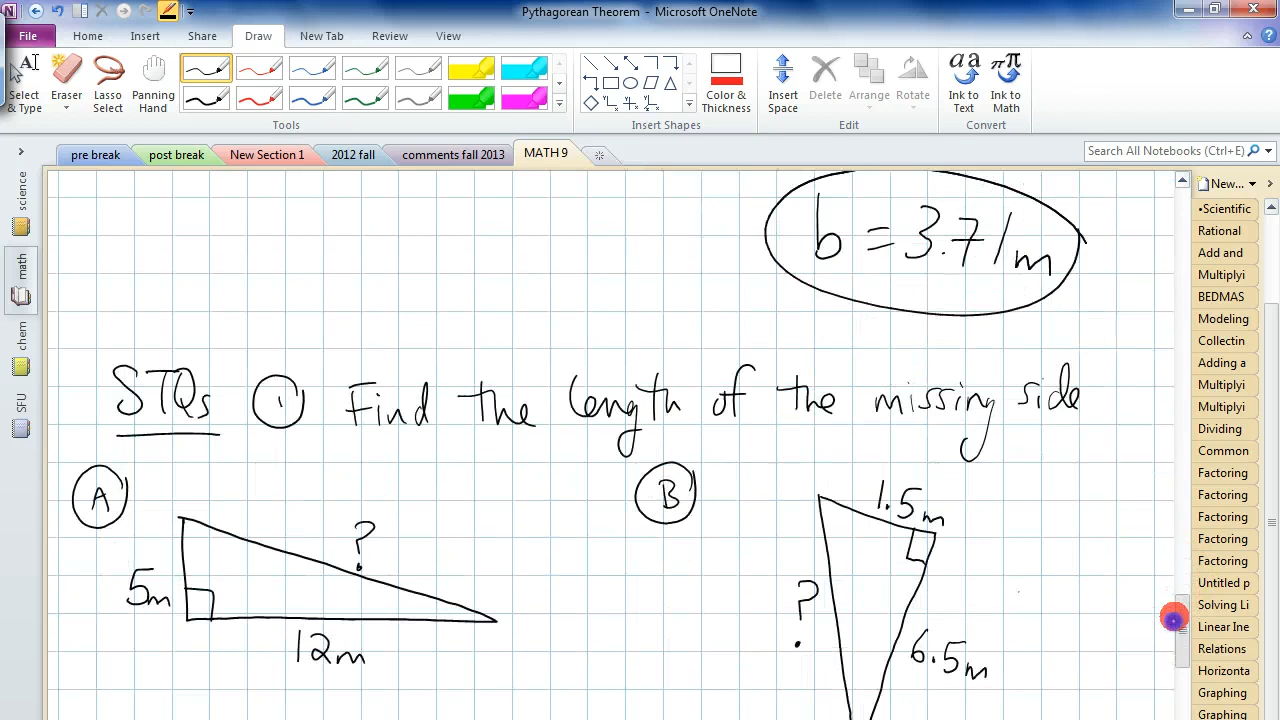 Pythagorean Theorem - Microsoft OneNote
File Home Insert Share Draw New Tab Review View
Select & Type
Eraser
Lasso Select
Panning Hand
Color & Thickness
Insert Space
Delete
Arrange
Rotate
Ink to Text
Ink to Math
Tools
Insert Shapes
Edit
Convert
pre break
post break
New Section 1
2012 fall
comments fall 2013
MATH 9
Search All Notebooks (Ctrl+E)
science
math
chem
SFU
New...
•Scientific
Rational
Add and
Multiplyi
BEDMAS
Modeling
Collectin
Adding a
Multiplyi
Multiplyi
Dividing
Common
Factoring
Factoring
Factoring
Factoring
Factoring
Untitled p
Solving Li
Linear Ine
Relations
Horizonta
Graphing
Graphing
b = 3.71m
STQs 1 Find the length of the missing side
A
5m
?
12m
B
1.5m
?
6.5m